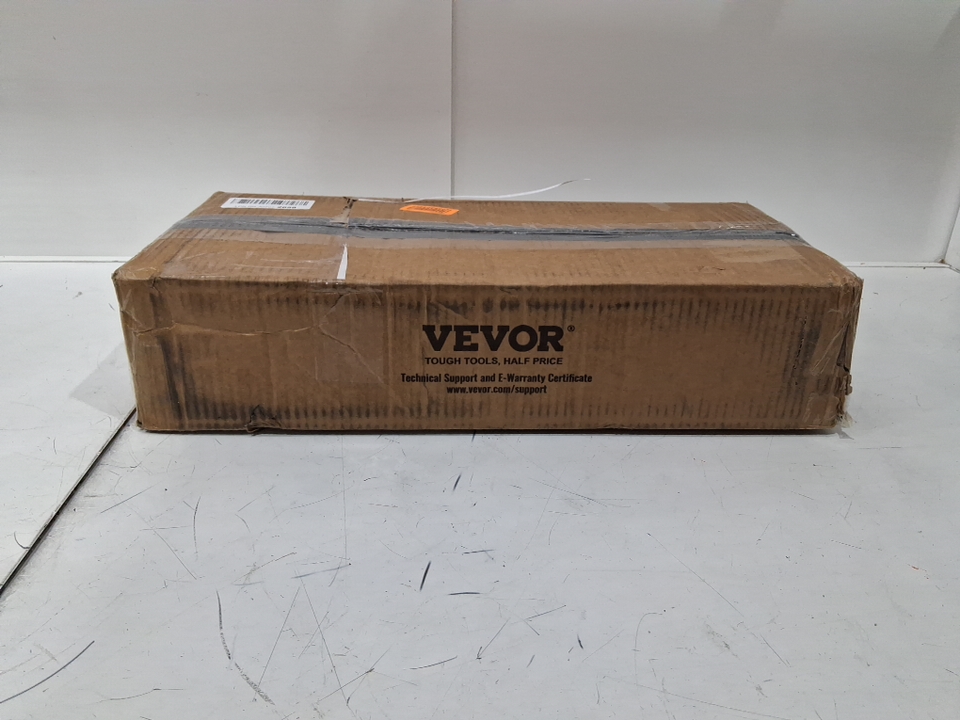 VEVOR®
TOUGH TOOLS, HALF PRICE
Technical Support and E-Warranty Certificate
www.vevor.com/support